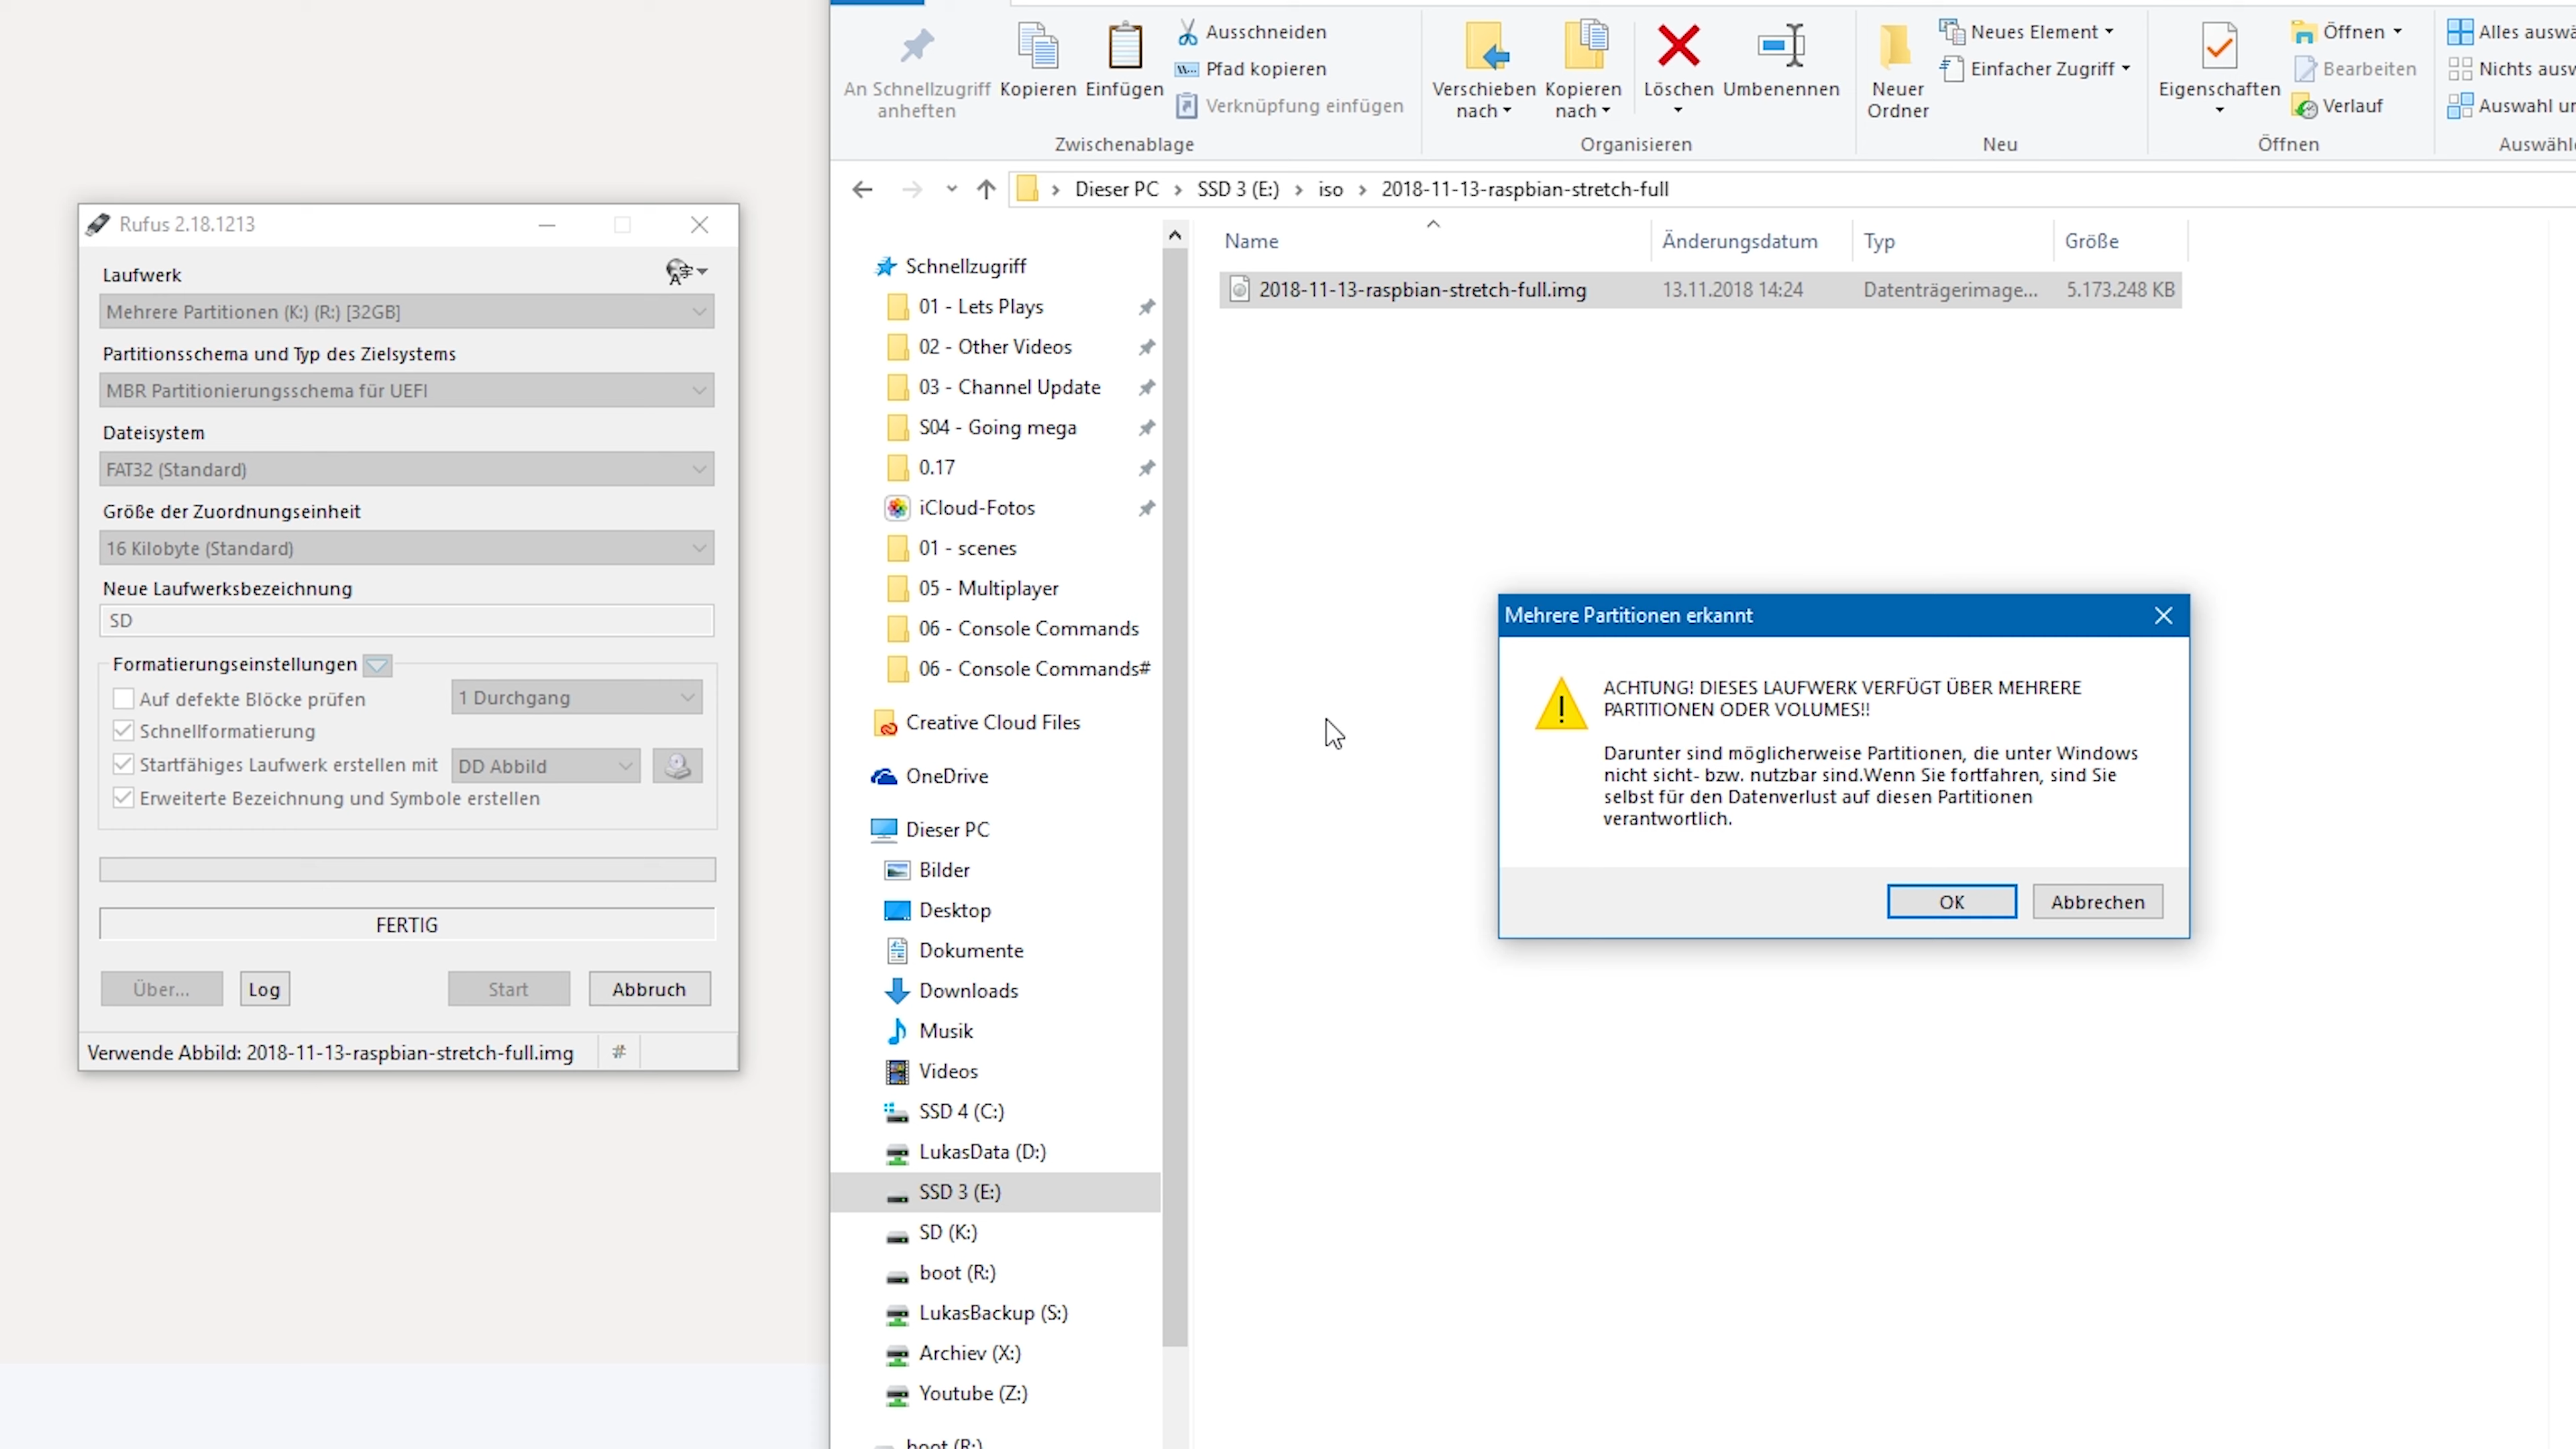 Rufus 2.18.1213
Laufwerk
Mehrere Partitionen (K:) (R:) [32GB]
Partitionsschema und Typ des Zielsystems
MBR Partitionierungsschema für UEFI
Dateisystem
FAT32 (Standard)
Größe der Zuordnungseinheit
16 Kilobyte (Standard)
Neue Laufwerksbezeichnung
SD
Formatierungseinstellungen
Auf defekte Blöcke prüfen
1 Durchgang
Schnellformatierung
Startfähiges Laufwerk erstellen mit
DD Abbild
Erweiterte Bezeichnung und Symbole erstellen
FERTIG
Über...
Log
Start
Abbruch
Verwende Abbild: 2018-11-13-raspbian-stretch-full.img
#
An Schnellzugriff
anheften
Kopieren
Einfügen
Ausschneiden
Pfad kopieren
Verknüpfung einfügen
Zwischenablage
Verschieben
nach
Kopieren
nach
Löschen
Umbenennen
Organisieren
Neuer
Ordner
Neues Element
Einfacher Zugriff
Neu
Eigenschaften
Öffnen
Bearbeiten
Verlauf
Öffnen
Alles
Nichts
Auswahl
Dieser PC
SSD 3 (E:)
iso
2018-11-13-raspbian-stretch-full
Name
Änderungsdatum
Typ
Größe
2018-11-13-raspbian-stretch-full.img
13.11.2018 14:24
Datenträgerimage...
5.173.248 KB
Schnellzugriff
01 - Lets Plays
02 - Other Videos
03 - Channel Update
S04 - Going mega
0.17
iCloud-Fotos
01 - scenes
05 - Multiplayer
06 - Console Commands
06 - Console Commands#
Creative Cloud Files
OneDrive
Dieser PC
Bilder
Desktop
Dokumente
Downloads
Musik
Videos
SSD 4 (C:)
LukasData (D:)
SSD 3 (E:)
SD (K:)
boot (R:)
LukasBackup (S:)
Archiev (X:)
Youtube (Z:)
boot (R:)
Mehrere Partitionen erkannt
ACHTUNG! DIESES LAUFWERK VERFÜGT ÜBER MEHRERE
PARTITIONEN ODER VOLUMES!!
Darunter sind möglicherweise Partitionen, die unter Windows
nicht sicht- bzw. nutzbar sind.Wenn Sie fortfahren, sind Sie
selbst für den Datenverlust auf diesen Partitionen
verantwortlich.
OK
Abbrechen